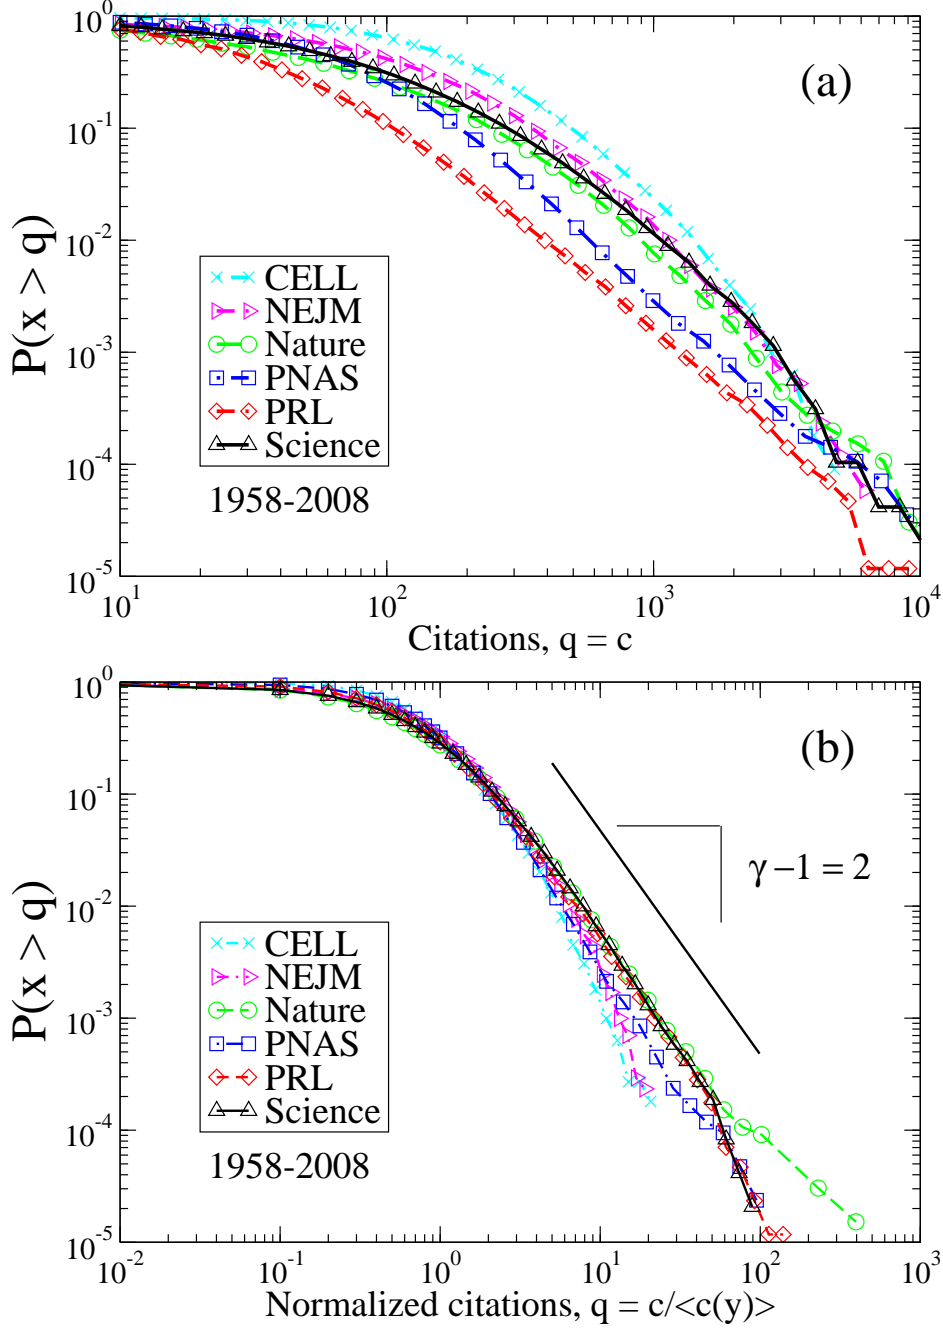 10^0
10^-1
10^-2
10^-3
10^-4
10^-5
P(x > q)
(a)
CELL
NEJM
Nature
PNAS
PRL
Science
1958-2008
10^1 10^2 10^3 10^4
Citations, q = c
10^0
10^-1
10^-2
10^-3
10^-4
10^-5
P(x > q)
(b)
γ −1 = 2
CELL
NEJM
Nature
PNAS
PRL
Science
1958-2008
10^-2 10^-1 10^0 10^1 10^2 10^3
Normalized citations, q = c/<c(y)>